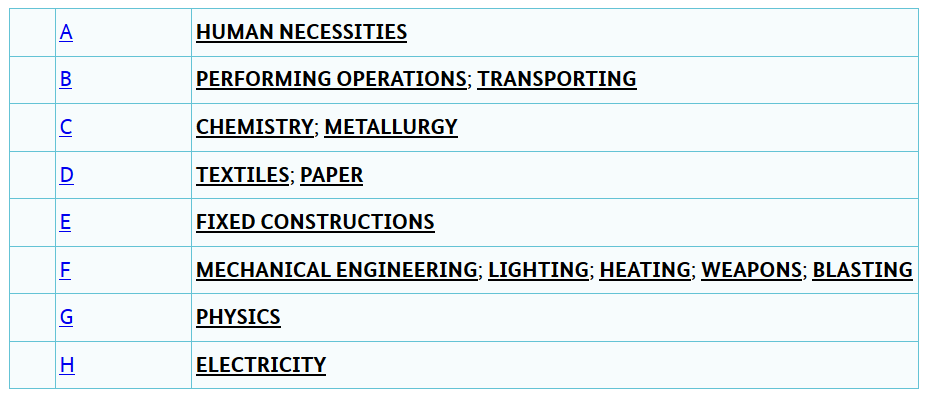 A HUMAN NECESSITIES
B PERFORMING OPERATIONS; TRANSPORTING
C CHEMISTRY; METALLURGY
D TEXTILES; PAPER
E FIXED CONSTRUCTIONS
F MECHANICAL ENGINEERING; LIGHTING; HEATING; WEAPONS; BLASTING
G PHYSICS
H ELECTRICITY